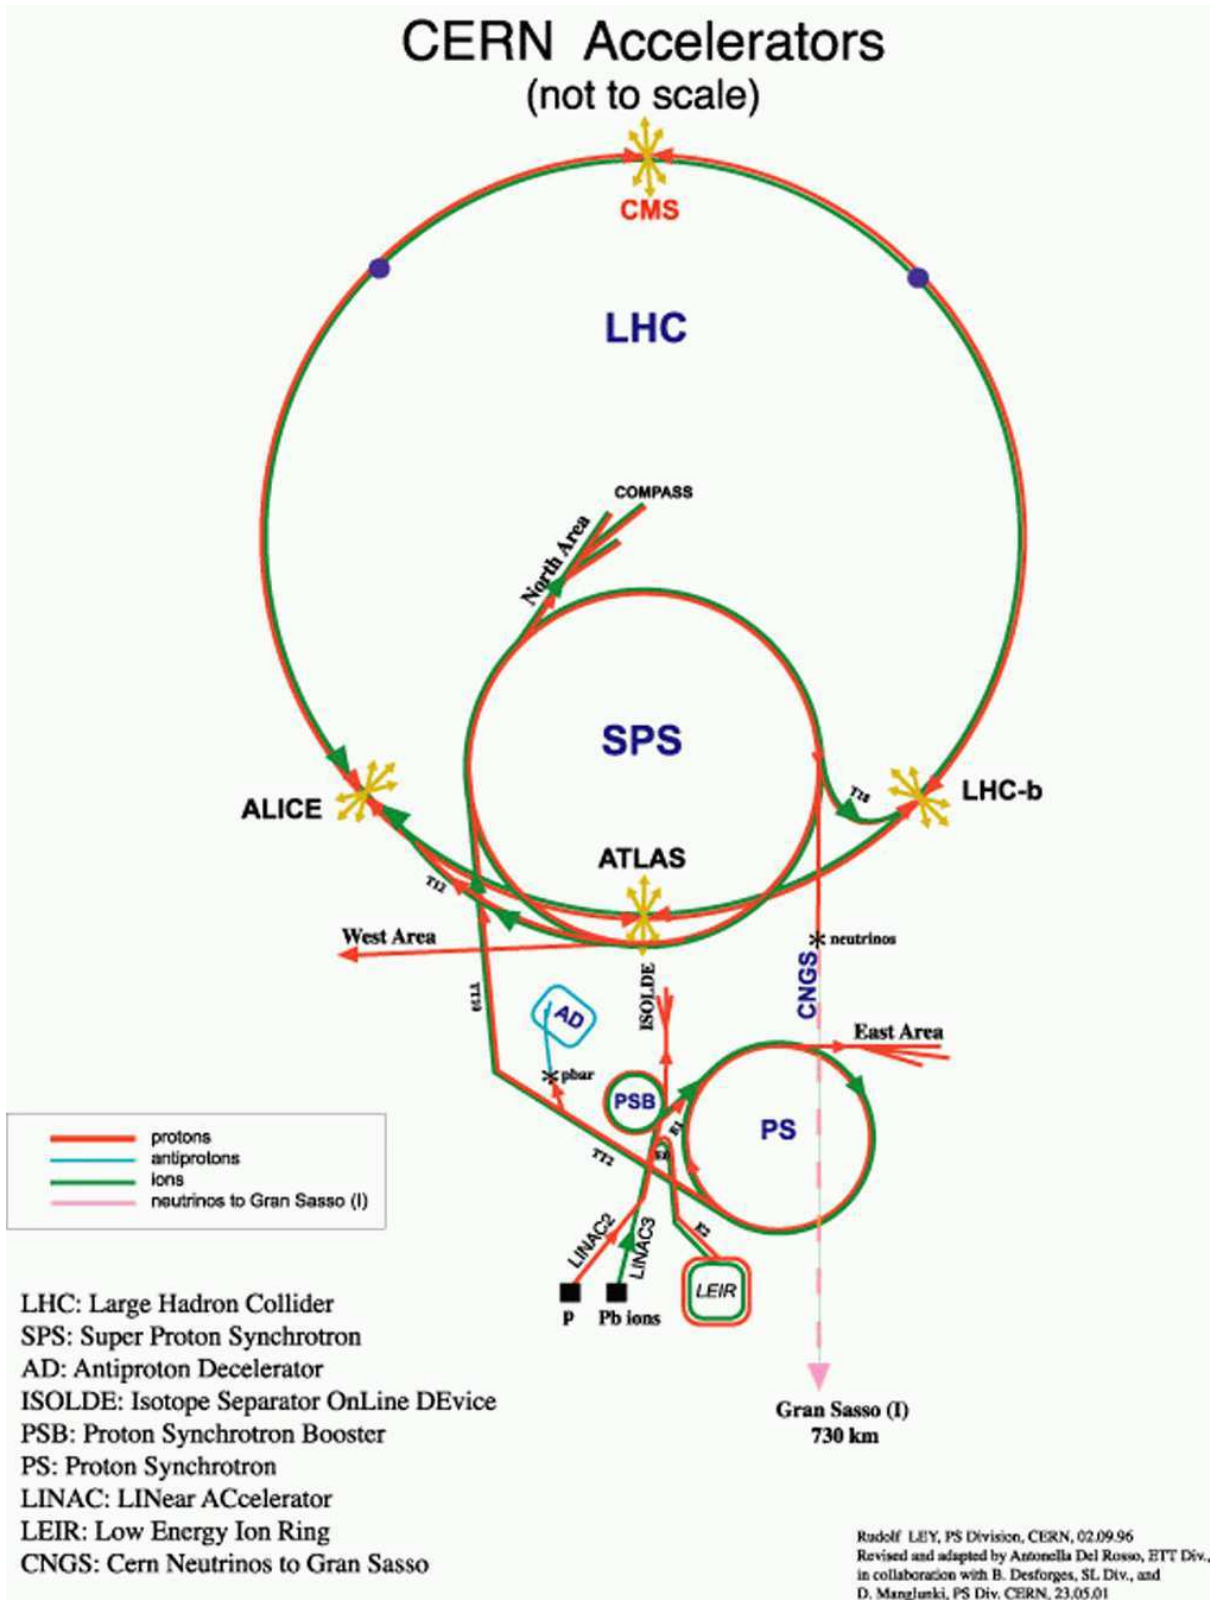 CERN Accelerators
(not to scale)
CMS
LHC
COMPASS
North Area
SPS
ALICE
TI8
LHC-b
ATLAS
TI2
West Area
neutrinos
CNGS
ISOLDE
TT10
AD
East Area
pbar
PSB
PS
E1
E0
TT2
protons
antiprotons
ions
neutrinos to Gran Sasso (I)
LINAC2
LINAC3
E2
LEIR
p
Pb ions
LHC: Large Hadron Collider
SPS: Super Proton Synchrotron
AD: Antiproton Decelerator
ISOLDE: Isotope Separator OnLine DEvice
PSB: Proton Synchrotron Booster
PS: Proton Synchrotron
LINAC: LINear ACcelerator
LEIR: Low Energy Ion Ring
CNGS: Cern Neutrinos to Gran Sasso
Gran Sasso (I)
730 km
Rudolf LEY, PS Division, CERN, 02.09.96
Revised and adapted by Antonella Del Rosso, ETT Div.,
in collaboration with B. Desforges, SL Div., and
D. Manglunki, PS Div. CERN, 23.05.01